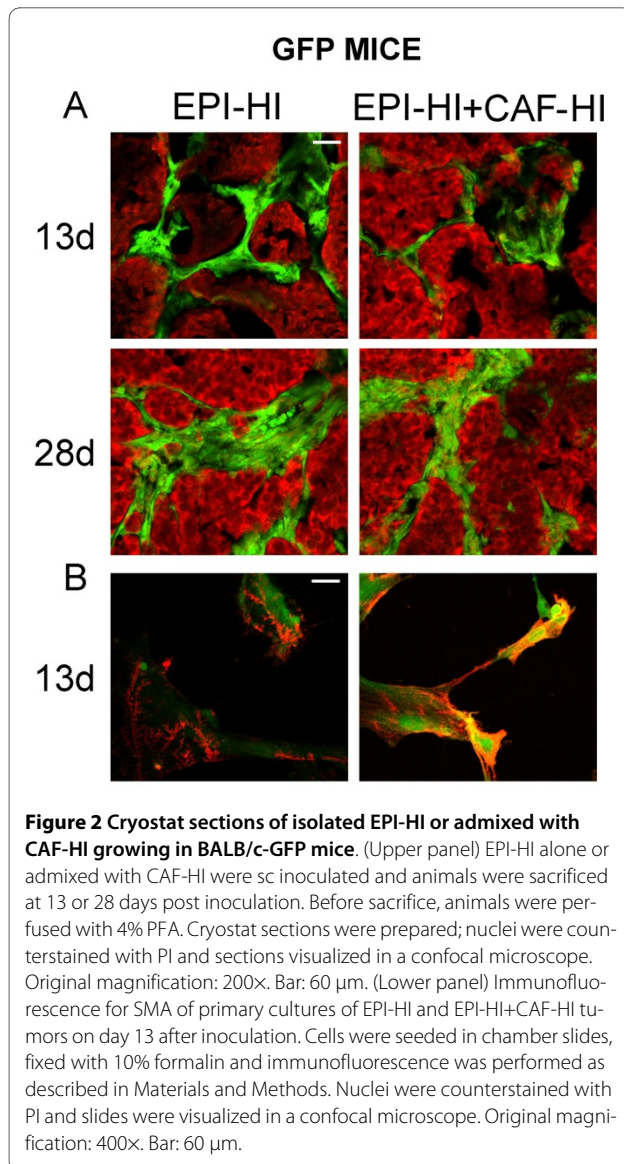 GFP MICE
A EPI-HI EPI-HI+CAF-HI
13d
28d
B
13d
Figure 2 Cryostat sections of isolated EPI-HI or admixed with
CAF-HI growing in BALB/c-GFP mice. (Upper panel) EPI-HI alone or
admixed with CAF-HI were sc inoculated and animals were sacrificed
at 13 or 28 days post inoculation. Before sacrifice, animals were per-
fused with 4% PFA. Cryostat sections were prepared; nuclei were coun-
terstained with PI and sections visualized in a confocal microscope.
Original magnification: 200×. Bar: 60 μm. (Lower panel) Immunofluo-
rescence for SMA of primary cultures of EPI-HI and EPI-HI+CAF-HI tu-
mors on day 13 after inoculation. Cells were seeded in chamber slides,
fixed with 10% formalin and immunofluorescence was performed as
described in Materials and Methods. Nuclei were counterstained with
PI and slides were visualized in a confocal microscope. Original magni-
fication: 400×. Bar: 60 μm.